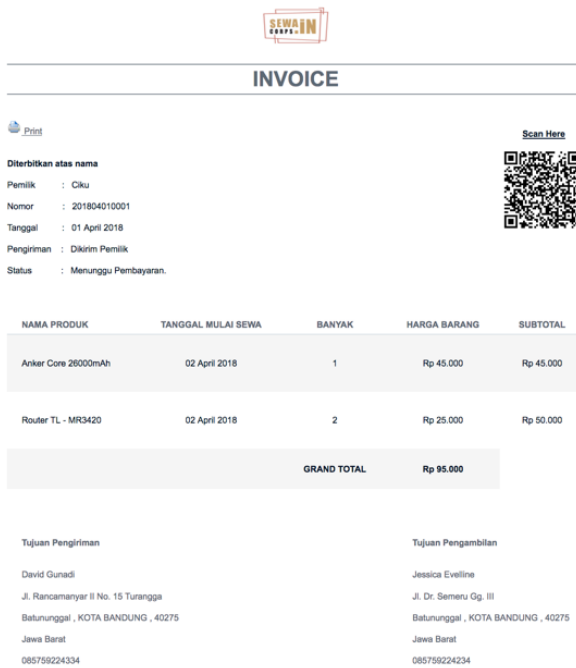 SEWAIN
CORPS.
INVOICE
Print
Scan Here
Diterbitkan atas nama
Pemilik : Ciku
Nomor : 201804010001
Tanggal : 01 April 2018
Pengiriman : Dikirim Pemilik
Status : Menunggu Pembayaran.
NAMA PRODUK TANGGAL MULAI SEWA BANYAK HARGA BARANG SUBTOTAL
Anker Core 26000mAh 02 April 2018 1 Rp 45.000 Rp 45.000
Router TL - MR3420 02 April 2018 2 Rp 25.000 Rp 50.000
GRAND TOTAL Rp 95.000
Tujuan Pengiriman Tujuan Pengambilan
David Gunadi Jessica Evelline
Jl. Rancamanyar II No. 15 Turangga Jl. Dr. Semeru Gg. III
Batununggal , KOTA BANDUNG , 40275 Batununggal , KOTA BANDUNG , 40275
Jawa Barat Jawa Barat
085759224334 085759224234